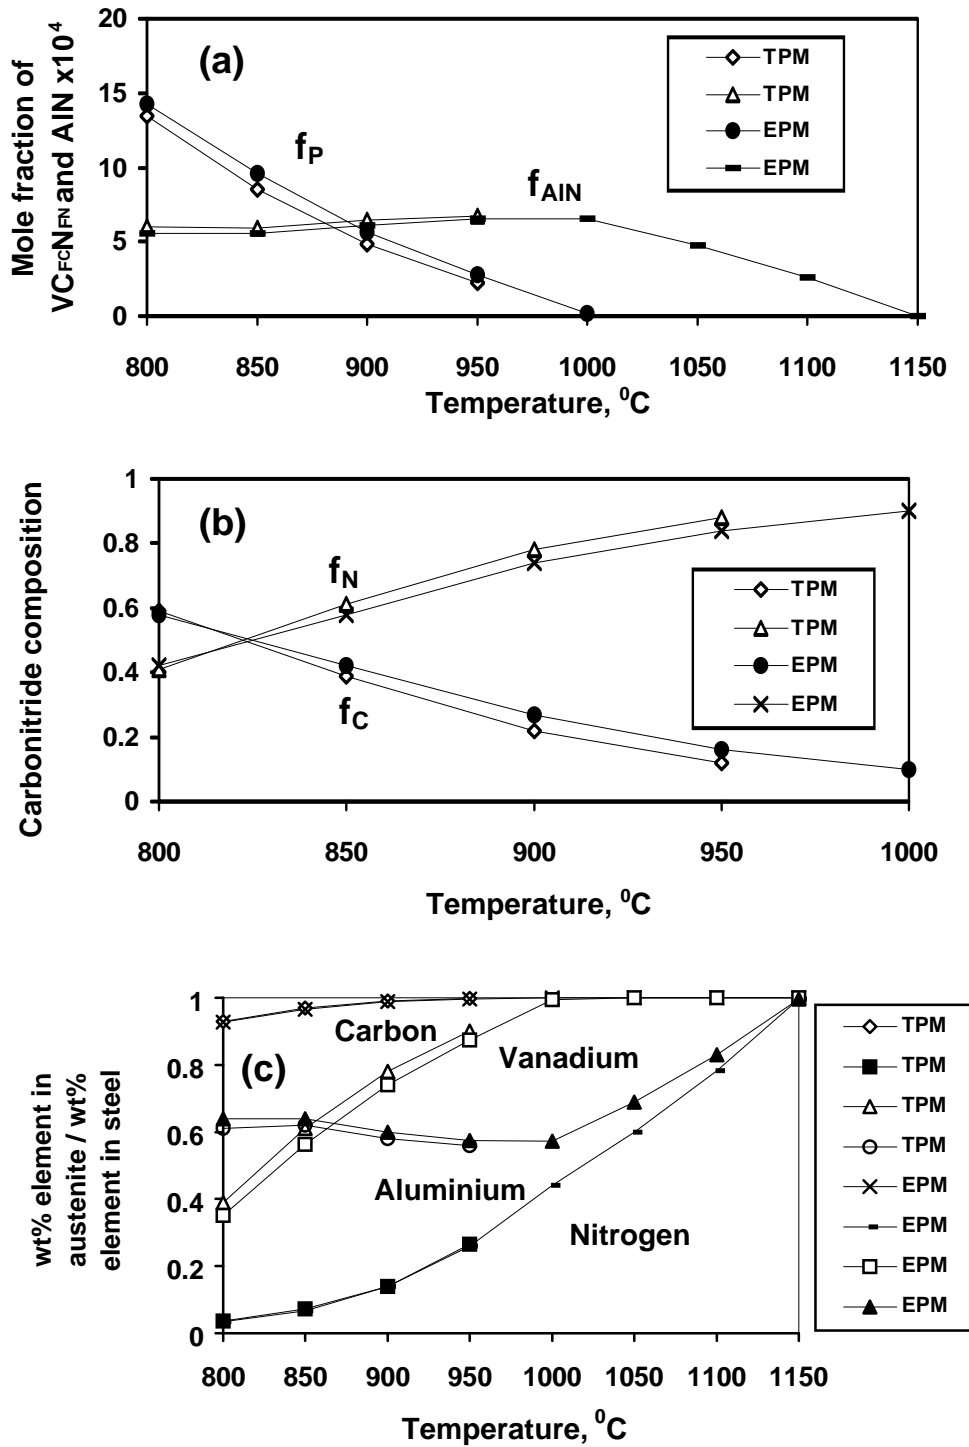 20
15
10
5
0
Mole fraction of
VCFCNFN and AlN x10⁴
(a)
fP
fAlN
TPM
TPM
EPM
EPM
800 850 900 950 1000 1050 1100 1150
Temperature, ⁰C
1
0.8
0.6
0.4
0.2
0
Carbonitride composition
(b)
fN
fC
TPM
TPM
EPM
EPM
800 850 900 950 1000
Temperature, ⁰C
1
0.8
0.6
0.4
0.2
0
wt% element in
austenite / wt%
element in steel
(c)
Carbon
Vanadium
Aluminium
Nitrogen
TPM
TPM
TPM
TPM
EPM
EPM
EPM
EPM
800 850 900 950 1000 1050 1100 1150
Temperature, ⁰C